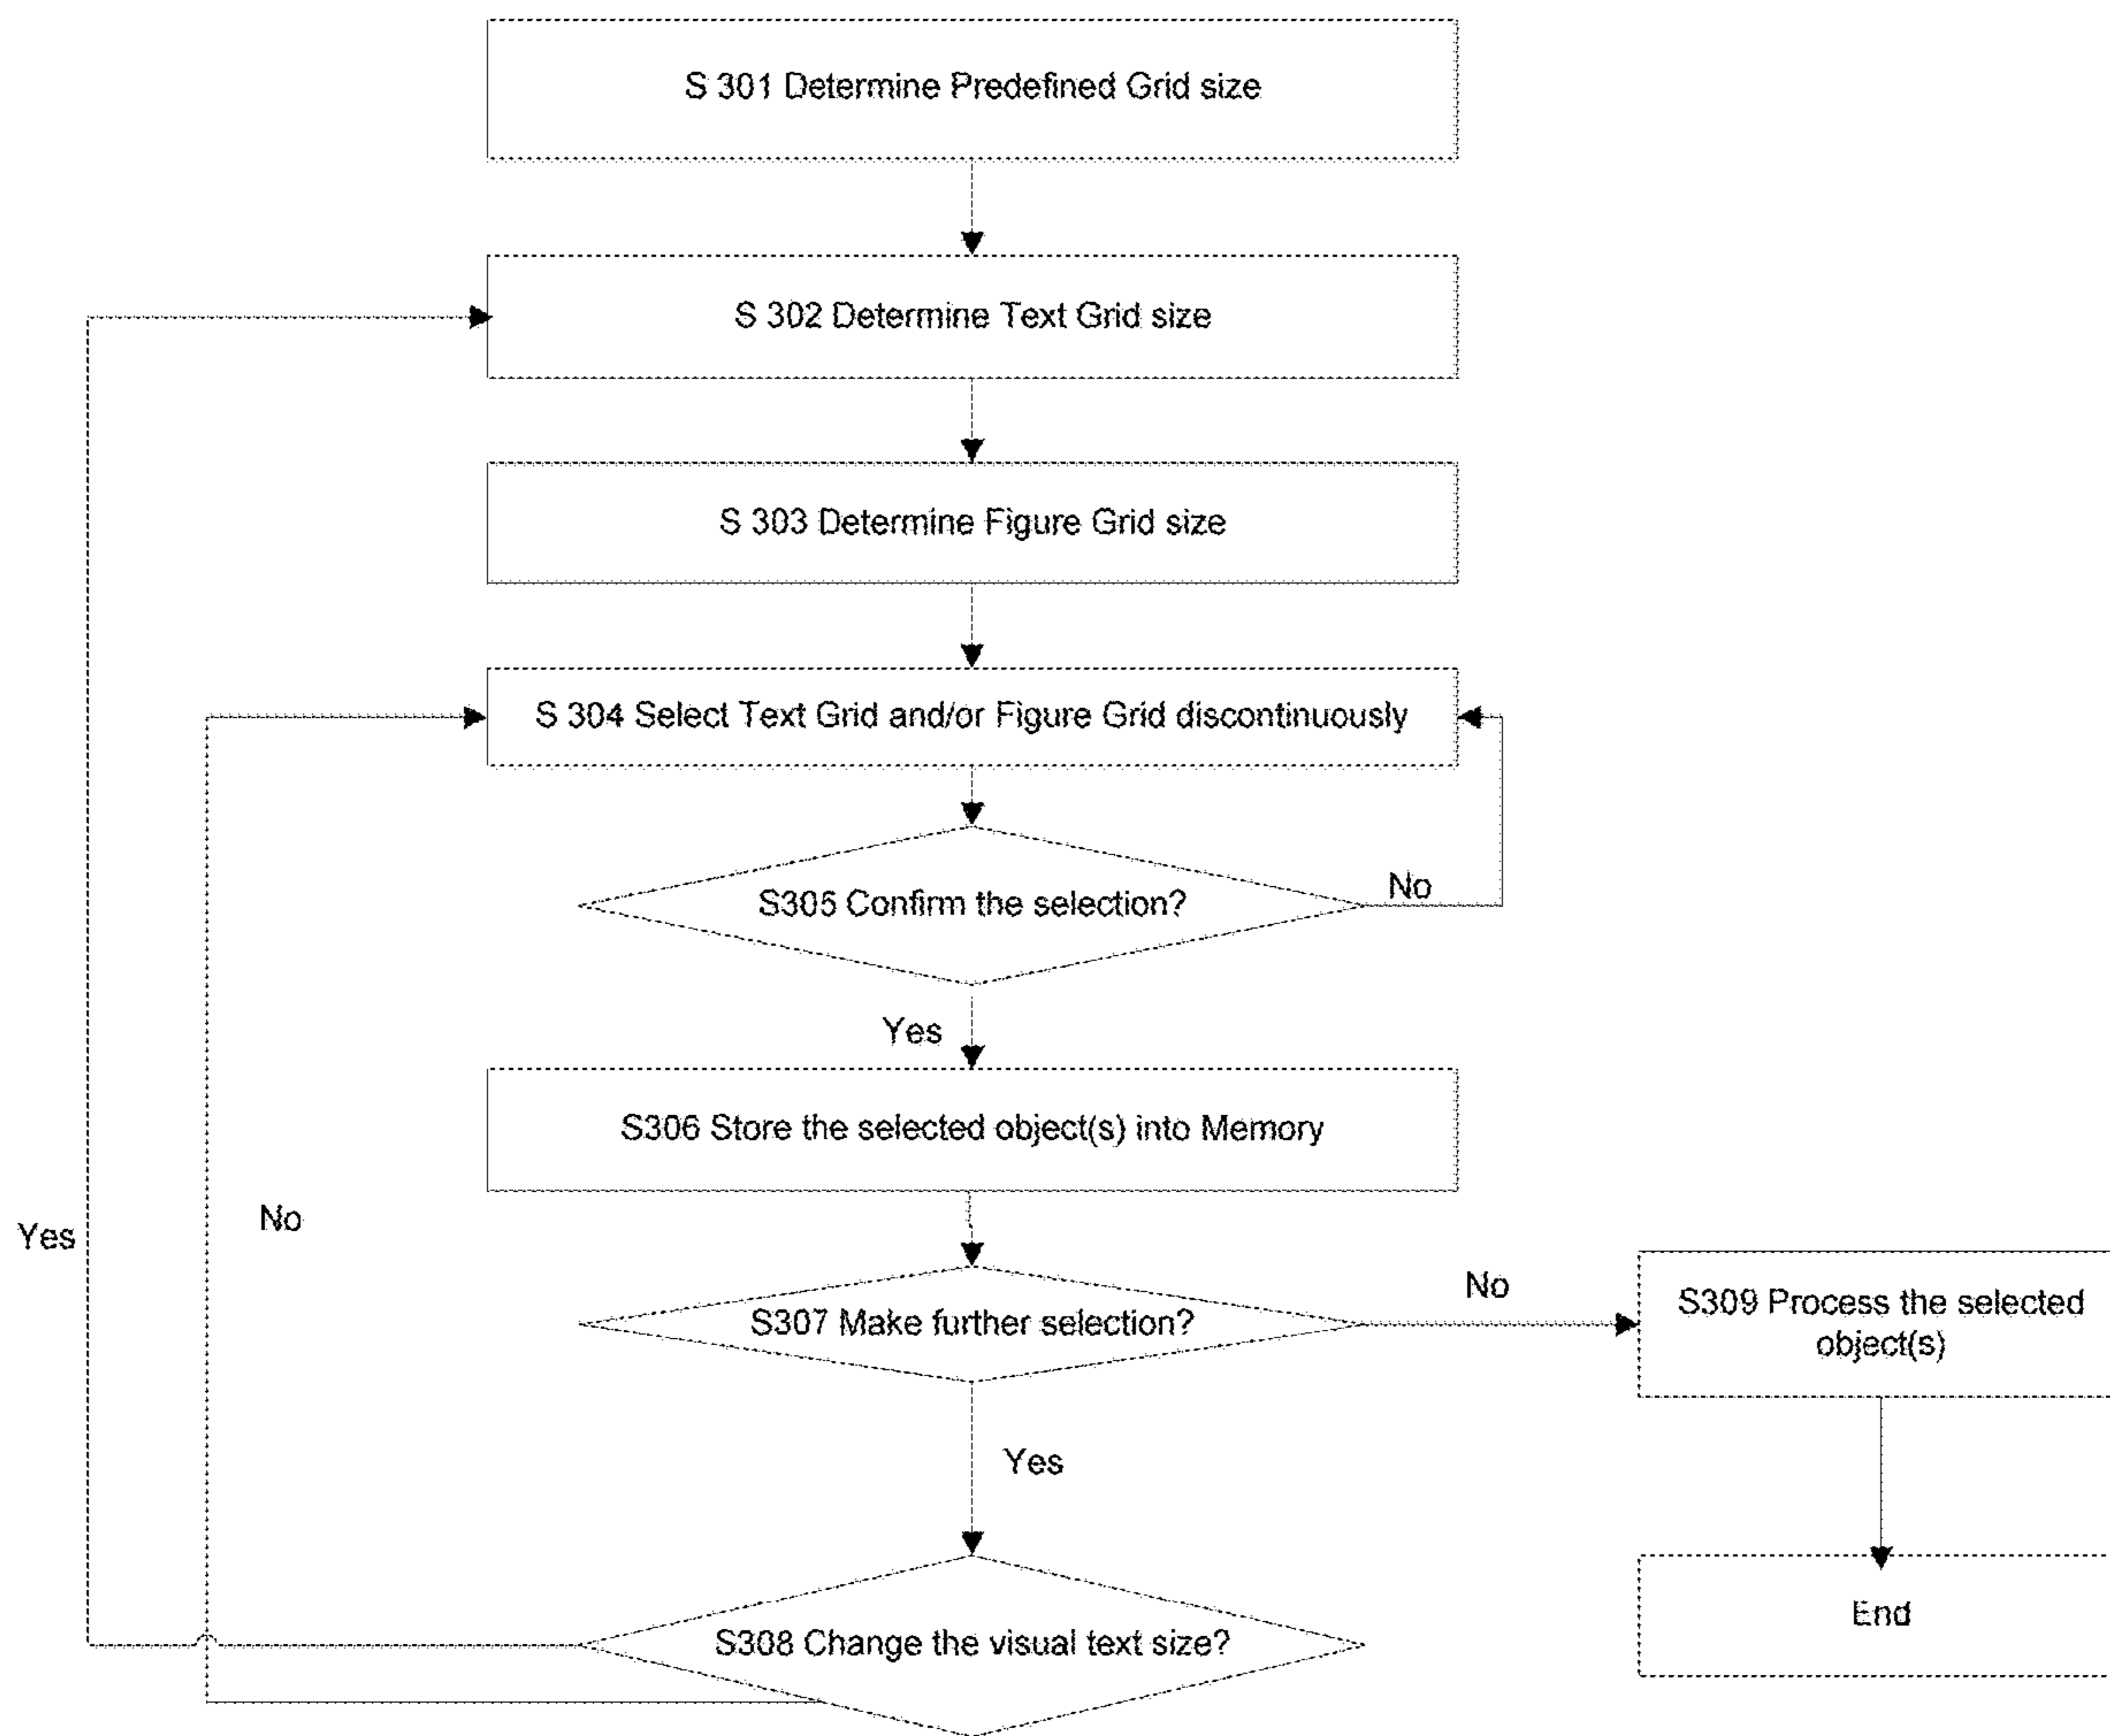 S 301 Determine Predefined Grid size
S 302 Determine Text Grid size
S 303 Determine Figure Grid size
S 304 Select Text Grid and/or Figure Grid discontinuously
S305 Confirm the selection?
No
Yes
S306 Store the selected object(s) into Memory
No
Yes
S307 Make further selection?
No
S309 Process the selected
object(s)
Yes
S308 Change the visual text size?
End